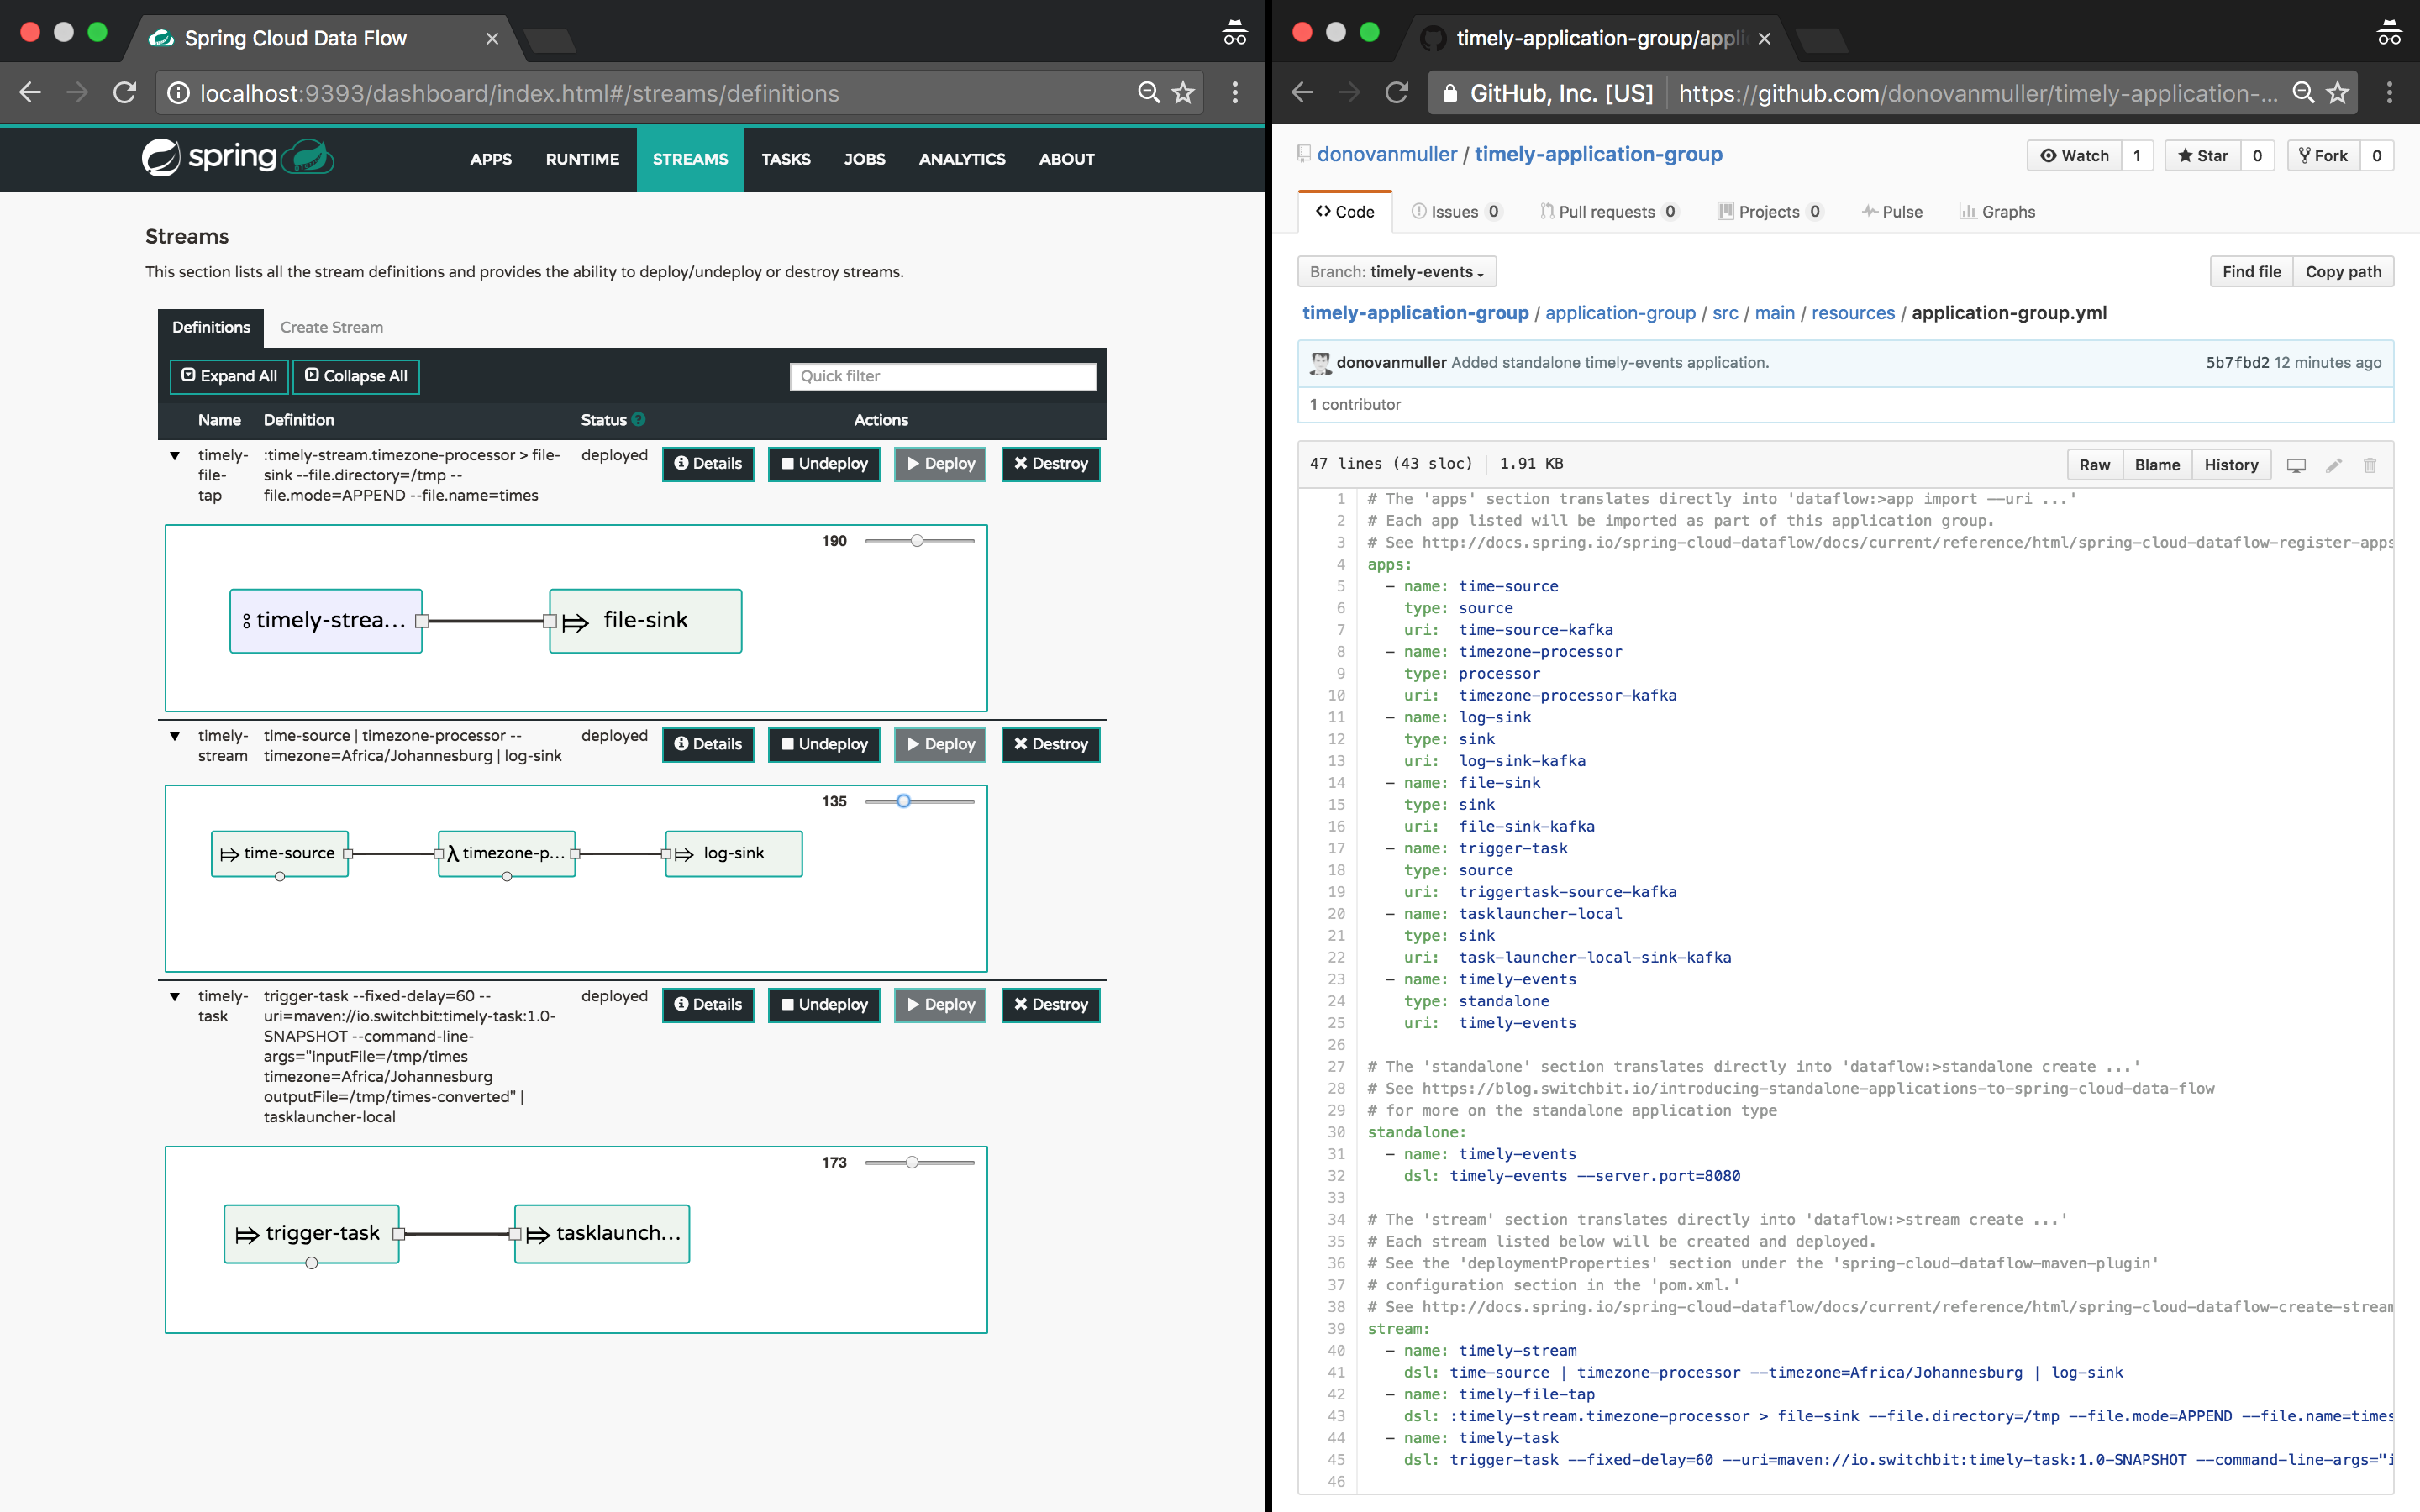 Spring Cloud Data Flow
localhost:9393/dashboard/index.html#/streams/definitions
spring
APPS RUNTIME STREAMS TASKS JOBS ANALYTICS ABOUT
Streams
This section lists all the stream definitions and provides the ability to deploy/undeploy or destroy streams.
Definitions Create Stream
Expand All Collapse All Quick filter
Name Definition Status Actions
timely-file-tap
:timely-stream.timezone-processor > file-
sink --file.directory=/tmp --
file.mode=APPEND --file.name=times
deployed Details Undeploy Deploy Destroy
190
timely-strea... file-sink
timely-stream
time-source | timezone-processor --
timezone=Africa/Johannesburg | log-sink
deployed Details Undeploy Deploy Destroy
135
time-source λ timezone-p... log-sink
timely-task
trigger-task --fixed-delay=60 --
uri=maven://io.switchbit:timely-task:1.0-
SNAPSHOT --command-line-
args="inputFile=/tmp/times
timezone=Africa/Johannesburg
outputFile=/tmp/times-converted" |
tasklauncher-local
deployed Details Undeploy Deploy Destroy
173
trigger-task tasklaunch...
timely-application-group/appli
GitHub, Inc. [US] https://github.com/donovanmuller/timely-application-...
donovanmuller / timely-application-group
Watch 1 Star 0 Fork 0
Code Issues 0 Pull requests 0 Projects 0 Pulse Graphs
Branch: timely-events Find file Copy path
timely-application-group / application-group / src / main / resources / application-group.yml
donovanmuller Added standalone timely-events application. 5b7fbd2 12 minutes ago
1 contributor
47 lines (43 sloc) 1.91 KB Raw Blame History
1 # The 'apps' section translates directly into 'dataflow:>app import --uri ...'
2 # Each app listed will be imported as part of this application group.
3 # See http://docs.spring.io/spring-cloud-dataflow/docs/current/reference/html/spring-cloud-dataflow-register-apps
4 apps:
5 - name: time-source
6 type: source
7 uri: time-source-kafka
8 - name: timezone-processor
9 type: processor
10 uri: timezone-processor-kafka
11 - name: log-sink
12 type: sink
13 uri: log-sink-kafka
14 - name: file-sink
15 type: sink
16 uri: file-sink-kafka
17 - name: trigger-task
18 type: source
19 uri: triggertask-source-kafka
20 - name: tasklauncher-local
21 type: sink
22 uri: task-launcher-local-sink-kafka
23 - name: timely-events
24 type: standalone
25 uri: timely-events
26
27 # The 'standalone' section translates directly into 'dataflow:>standalone create ...'
28 # See https://blog.switchbit.io/introducing-standalone-applications-to-spring-cloud-data-flow
29 # for more on the standalone application type
30 standalone:
31 - name: timely-events
32 dsl: timely-events --server.port=8080
33
34 # The 'stream' section translates directly into 'dataflow:>stream create ...'
35 # Each stream listed below will be created and deployed.
36 # See the 'deploymentProperties' section under the 'spring-cloud-dataflow-maven-plugin'
37 # configuration section in the 'pom.xml.'
38 # See http://docs.spring.io/spring-cloud-dataflow/docs/current/reference/html/spring-cloud-dataflow-create-stream
39 stream:
40 - name: timely-stream
41 dsl: time-source | timezone-processor --timezone=Africa/Johannesburg | log-sink
42 - name: timely-file-tap
43 dsl: :timely-stream.timezone-processor > file-sink --file.directory=/tmp --file.mode=APPEND --file.name=times
44 - name: timely-task
45 dsl: trigger-task --fixed-delay=60 --uri=maven://io.switchbit:timely-task:1.0-SNAPSHOT --command-line-args="i
46